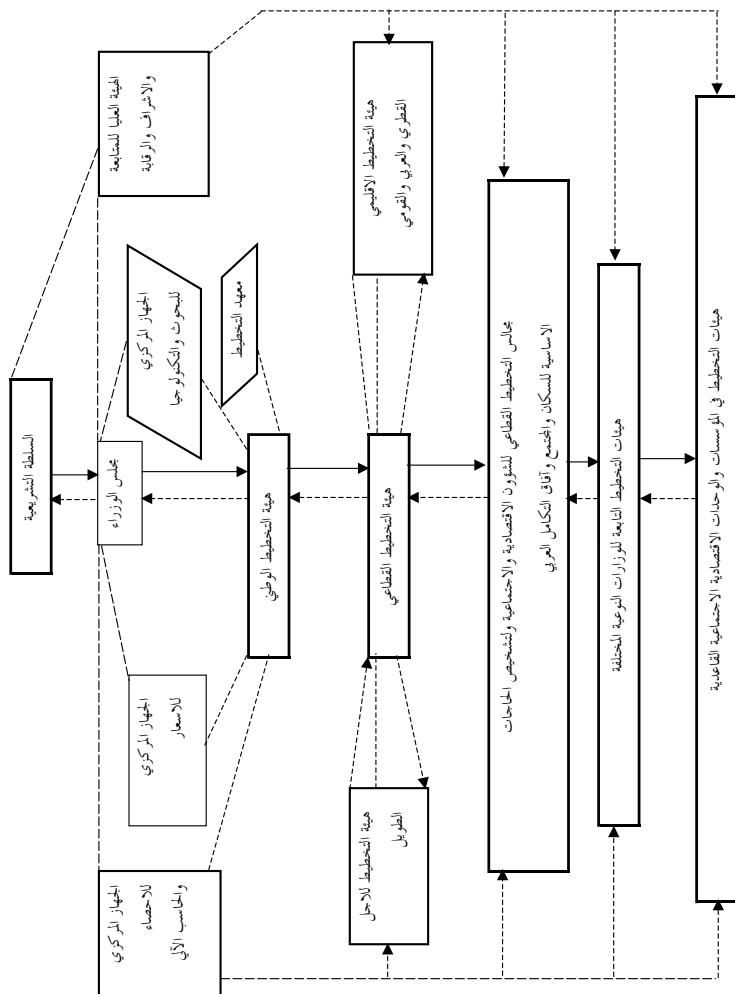 السلطة التشريعية
الهيئة العليا للمتابعة
والاشراف والرقابة
مجلس الوزراء
الجهاز المركزي
للاحصاء
والحاسب الآلي
الجهاز المركزي
للبحوث والتكنولوجيا
الجهاز المركزي
للاسعار
معهد التخطيط
هيئة التخطيط الوطني
هيئة التخطيط الاقليمي
القطري والعربي والقومي
هيئة التخطيط القطاعي
هيئة التخطيط للاجل
الطويل
مجالس التخطيط القطاعي للشؤون الاقتصادية والاجتماعية ولتشخيص الحاجات
الاساسية للسكان والمجتمع وآفاق التكامل العربي
هيئات التخطيط التابعة للوزارات النوعية المختلفة
هيئات التخطيط في المؤسسات والوحدات الاقتصادية الاجتماعية القاعدية